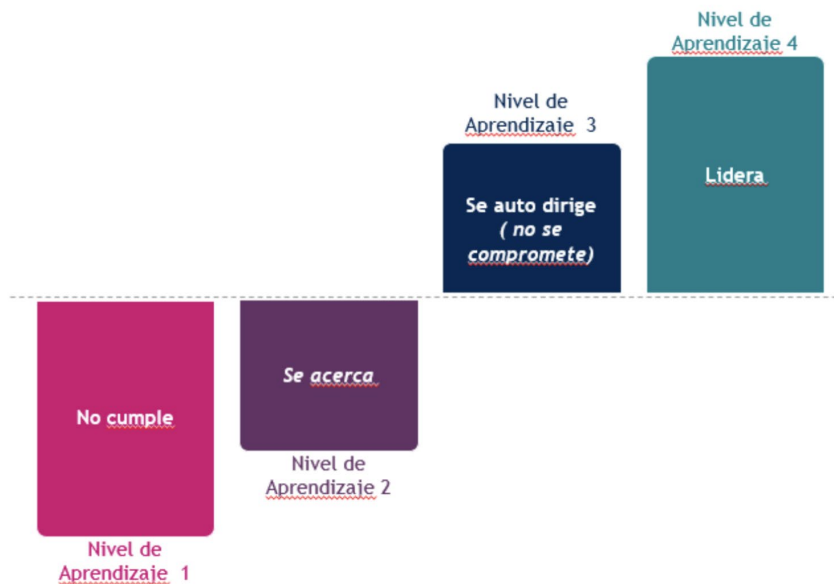 Nivel de
Aprendizaje 4
Nivel de
Aprendizaje 3
Lidera
Se auto dirige
( no se
compromete)
Se acerca
No cumple
Nivel de
Aprendizaje 2
Nivel de
Aprendizaje 1